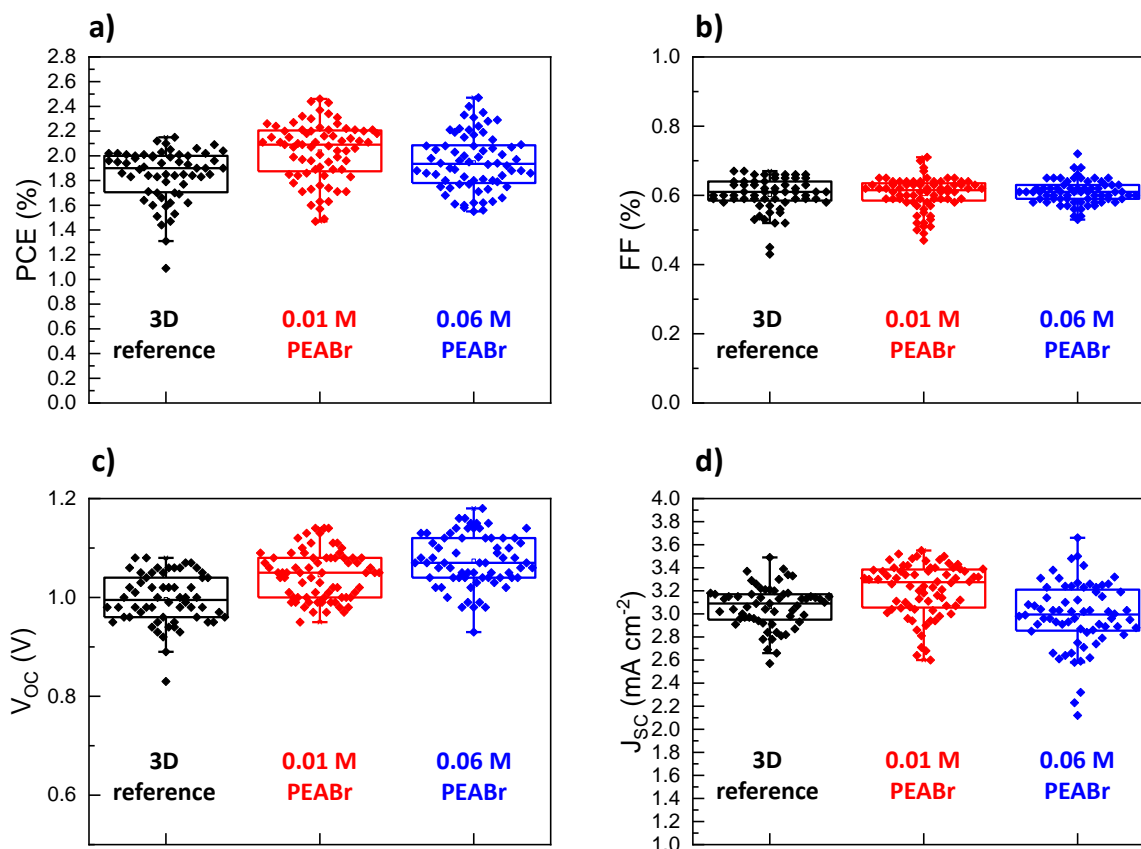 a)
PCE (%)
2.8
2.6
2.4
2.2
2.0
1.8
1.6
1.4
1.2
1.0
0.8
0.6
0.4
0.2
0.0
3D
reference
0.01 M
PEABr
0.06 M
PEABr
b)
FF (%)
1.0
0.8
0.6
0.4
0.2
0.0
3D
reference
0.01 M
PEABr
0.06 M
PEABr
c)
V_OC (V)
1.2
1.0
0.8
0.6
3D
reference
0.01 M
PEABr
0.06 M
PEABr
d)
J_SC (mA cm⁻²)
4.0
3.8
3.6
3.4
3.2
3.0
2.8
2.6
2.4
2.2
2.0
1.8
1.6
1.4
1.2
1.0
3D
reference
0.01 M
PEABr
0.06 M
PEABr